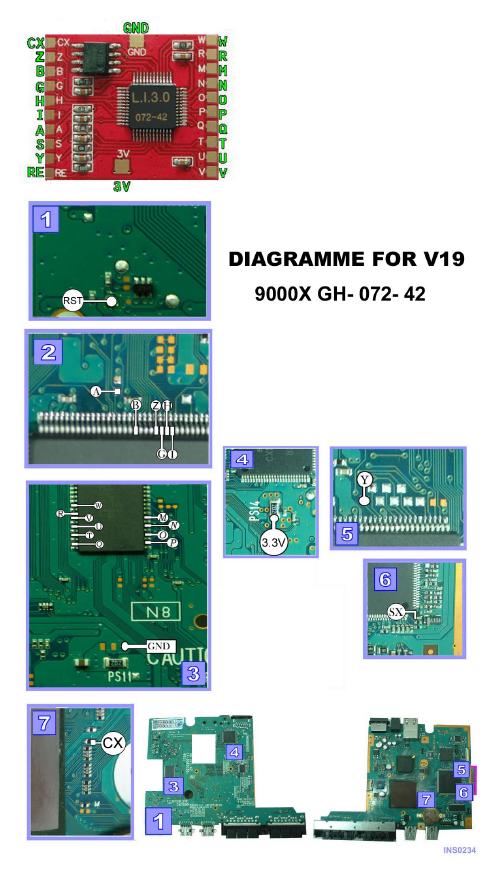 GND
CX CX GND W W
Z Z R R
B B M M
G G N N
H H O O
I I P P
A A Q Q
S S T T
Y Y U U
RE RE V V
L.I.3.0
072-42
3V
3V
1
RST
DIAGRAMME FOR V19
9000X GH- 072- 42
2
A
B Z H
G I
4
PS14
3.3V
Y
5
3
W
R V M
U N
T O
Q P
N8
GND
CAUTI
PS11
6
SX
7
CX
4
3
1
5
6
7
INS0234